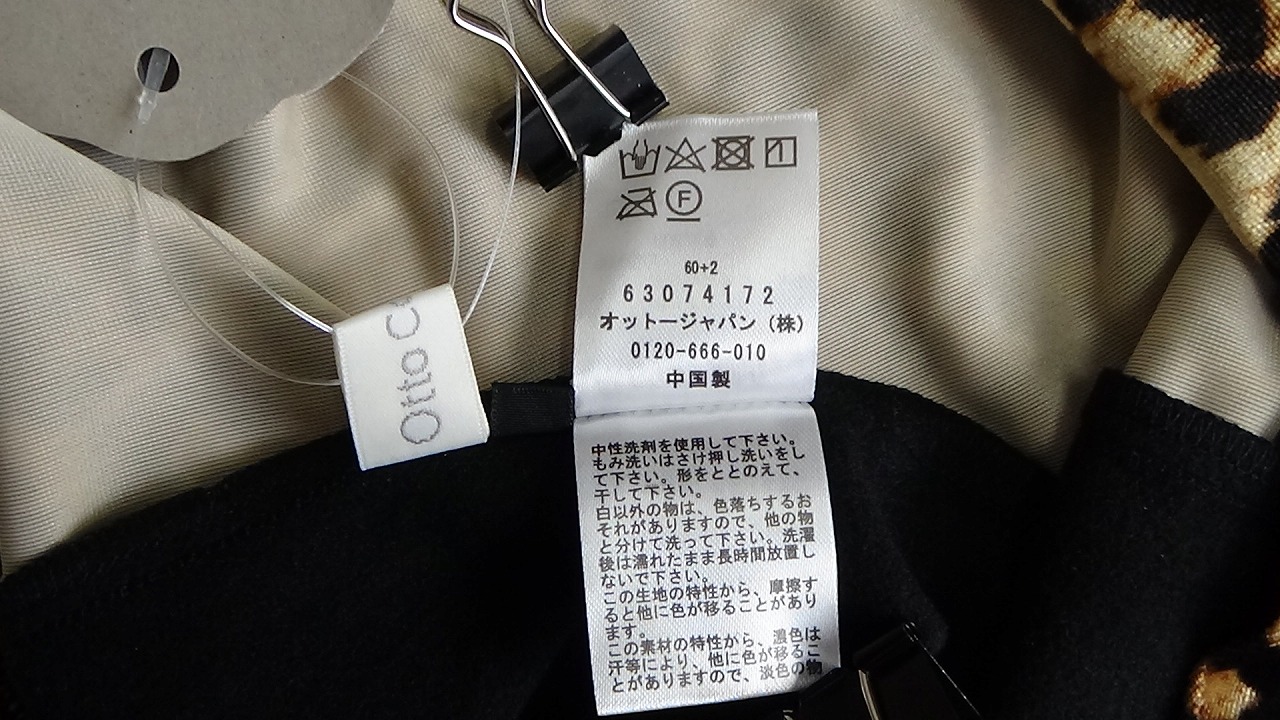 Otto C
F
60+2
63074172
オットージャパン（株）
0120-666-010
中国製
中性洗剤を使用して下さい。
もみ洗いはさけ押し洗いをし
て下さい。形をととのえて、
干して下さい。
白以外の物は、色落ちするお
それがありますので、他の物
と分けて洗って下さい。洗濯
後は濡れたまま長時間放置し
ないで下さい。
この生地の特性から、摩擦す
ると他に色が移ることがあり
ます。
この素材の特性から、濃色は
汗等により、他に色が移るこ
とがありますので、淡色の物